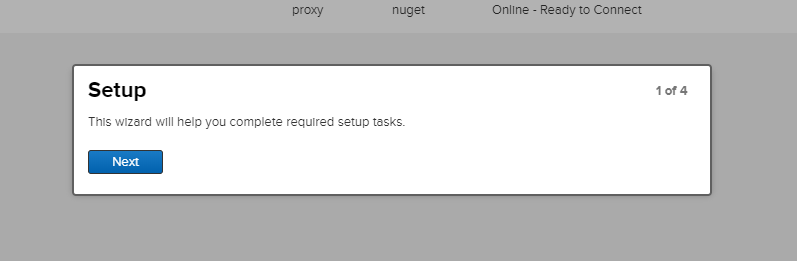 proxy nuget Online - Ready to Connect
Setup 1 of 4
This wizard will help you complete required setup tasks.
Next